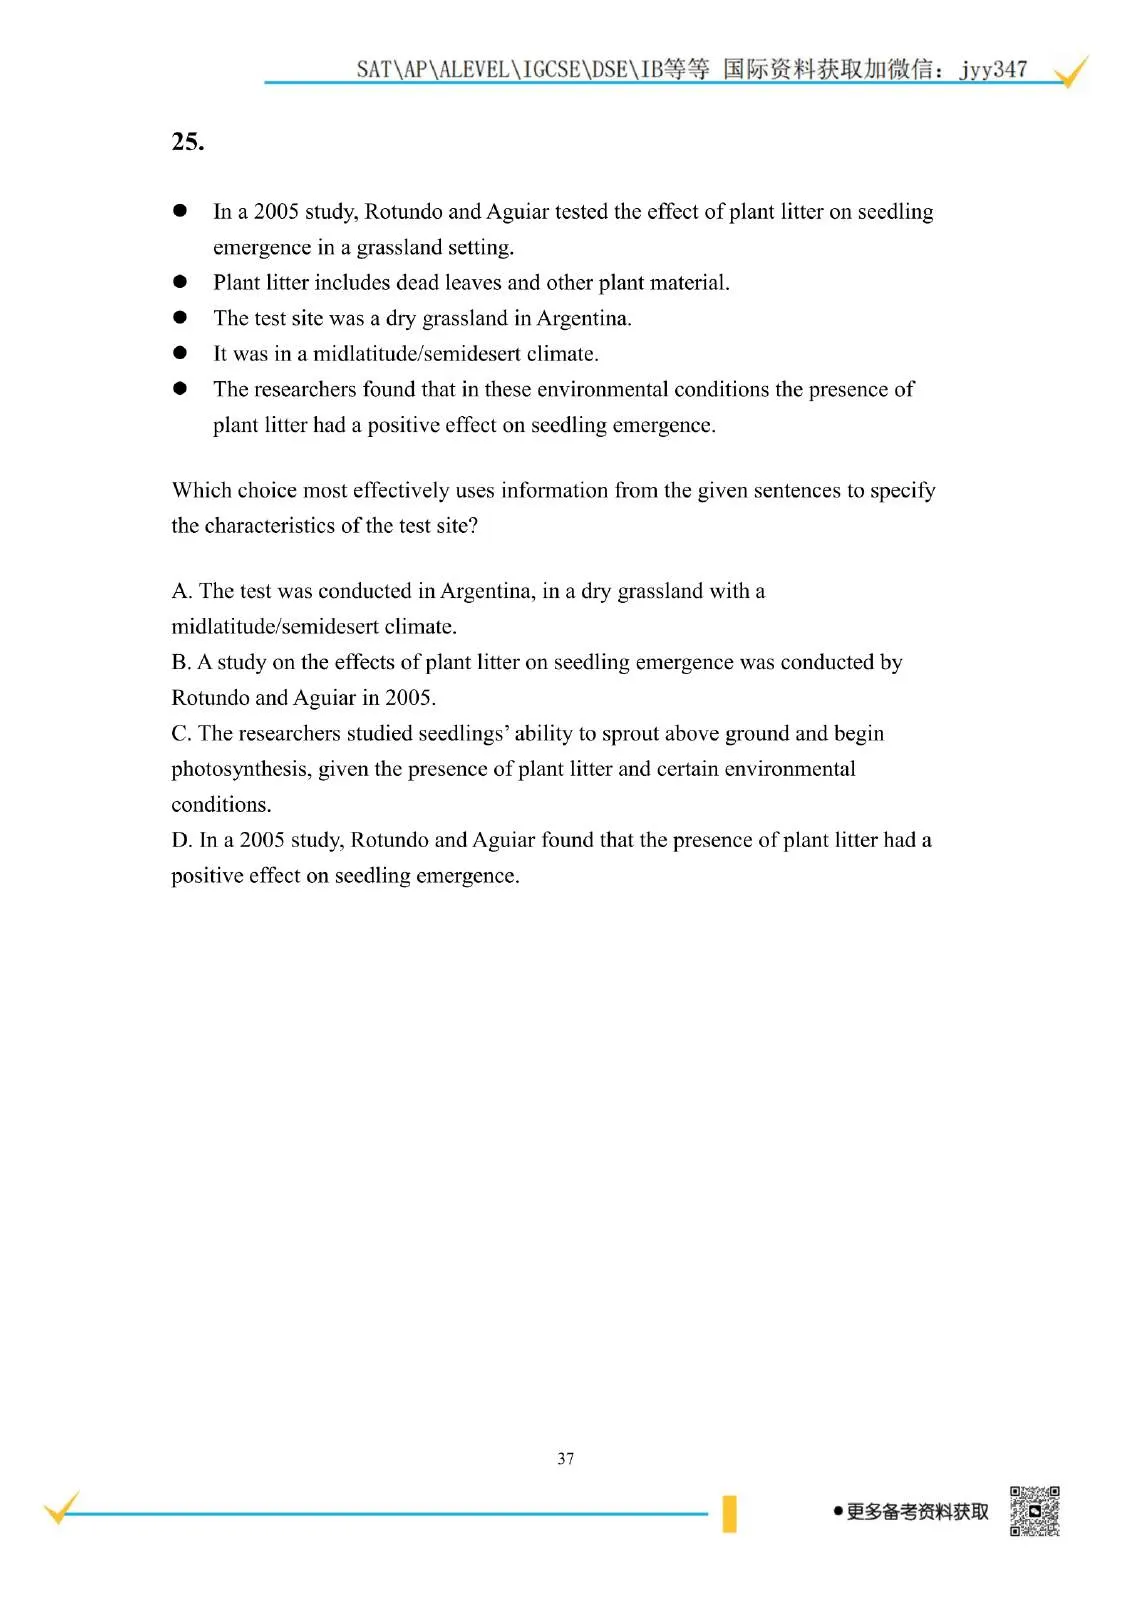 SAT\AP\ALEVEL\IGCSE\DSE\IB等等 国际资料获取加微信：jyy347
25.
● In a 2005 study, Rotundo and Aguiar tested the effect of plant litter on seedling
emergence in a grassland setting.
● Plant litter includes dead leaves and other plant material.
● The test site was a dry grassland in Argentina.
● It was in a midlatitude/semidesert climate.
● The researchers found that in these environmental conditions the presence of
plant litter had a positive effect on seedling emergence.
Which choice most effectively uses information from the given sentences to specify
the characteristics of the test site?
A. The test was conducted in Argentina, in a dry grassland with a
midlatitude/semidesert climate.
B. A study on the effects of plant litter on seedling emergence was conducted by
Rotundo and Aguiar in 2005.
C. The researchers studied seedlings’ ability to sprout above ground and begin
photosynthesis, given the presence of plant litter and certain environmental
conditions.
D. In a 2005 study, Rotundo and Aguiar found that the presence of plant litter had a
positive effect on seedling emergence.
37
●更多备考资料获取